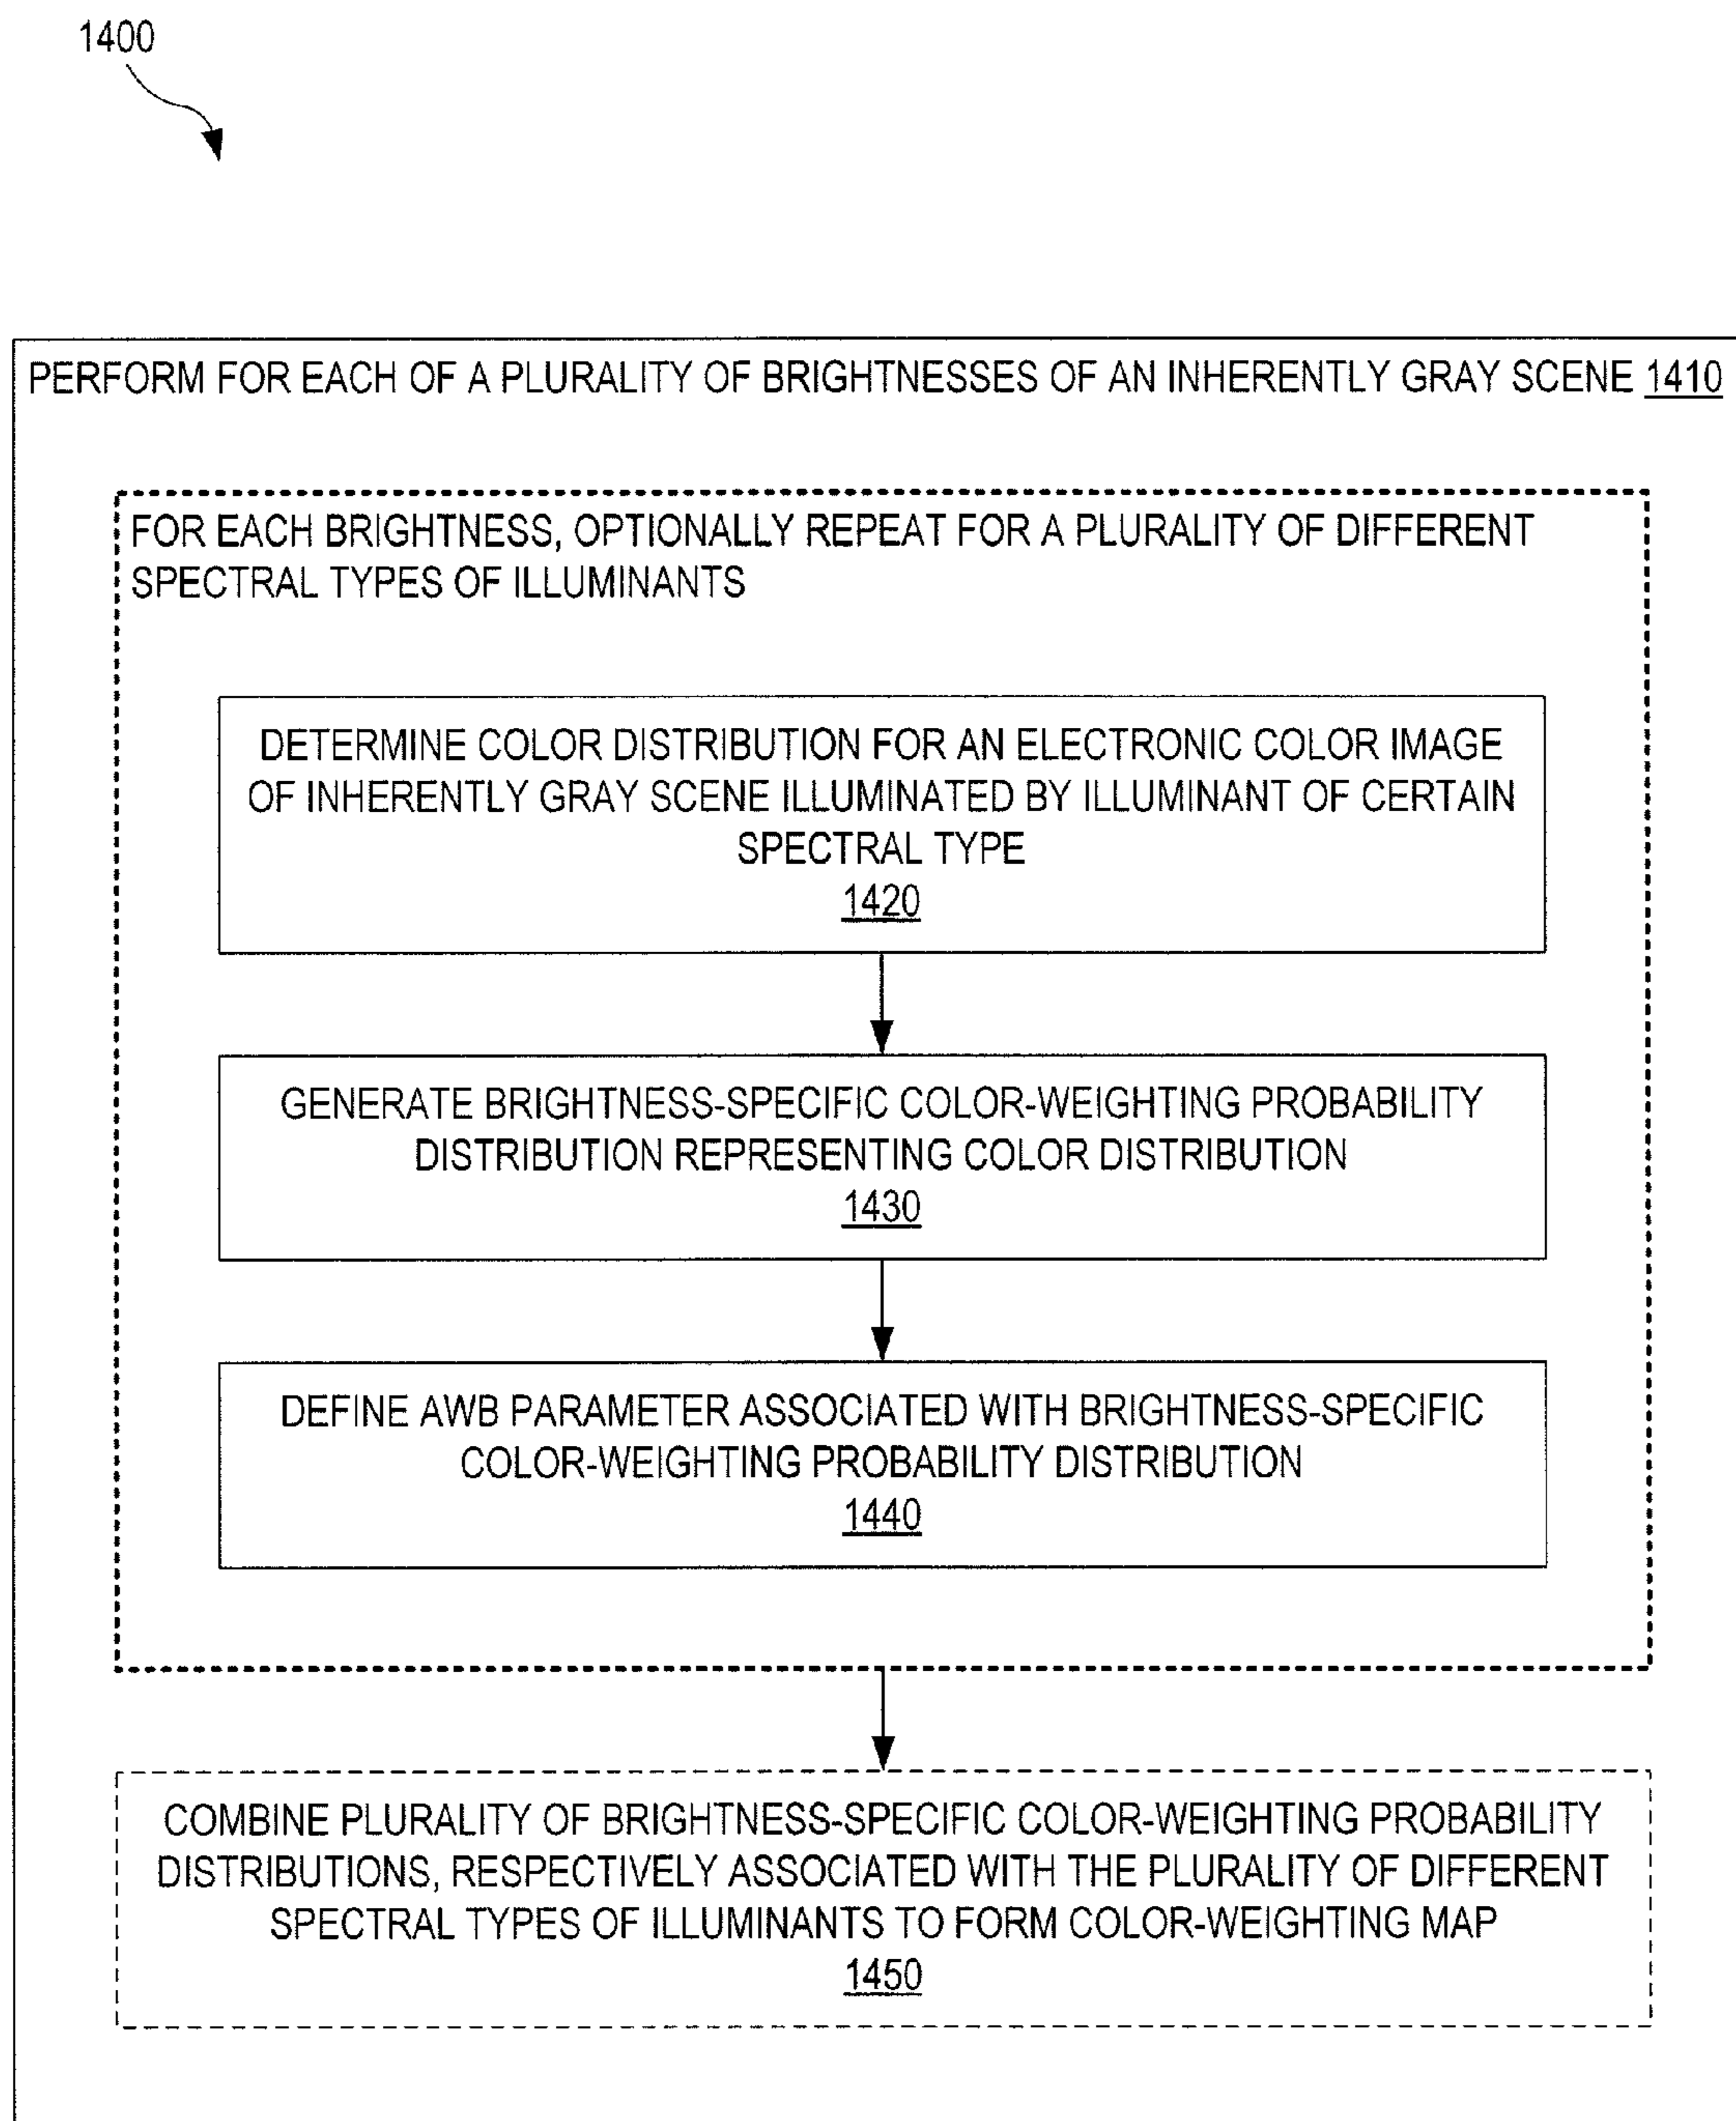 1400
PERFORM FOR EACH OF A PLURALITY OF BRIGHTNESSES OF AN INHERENTLY GRAY SCENE 1410
FOR EACH BRIGHTNESS, OPTIONALLY REPEAT FOR A PLURALITY OF DIFFERENT
SPECTRAL TYPES OF ILLUMINANTS
DETERMINE COLOR DISTRIBUTION FOR AN ELECTRONIC COLOR IMAGE
OF INHERENTLY GRAY SCENE ILLUMINATED BY ILLUMINANT OF CERTAIN
SPECTRAL TYPE
1420
GENERATE BRIGHTNESS-SPECIFIC COLOR-WEIGHTING PROBABILITY
DISTRIBUTION REPRESENTING COLOR DISTRIBUTION
1430
DEFINE AWB PARAMETER ASSOCIATED WITH BRIGHTNESS-SPECIFIC
COLOR-WEIGHTING PROBABILITY DISTRIBUTION
1440
COMBINE PLURALITY OF BRIGHTNESS-SPECIFIC COLOR-WEIGHTING PROBABILITY
DISTRIBUTIONS, RESPECTIVELY ASSOCIATED WITH THE PLURALITY OF DIFFERENT
SPECTRAL TYPES OF ILLUMINANTS TO FORM COLOR-WEIGHTING MAP
1450